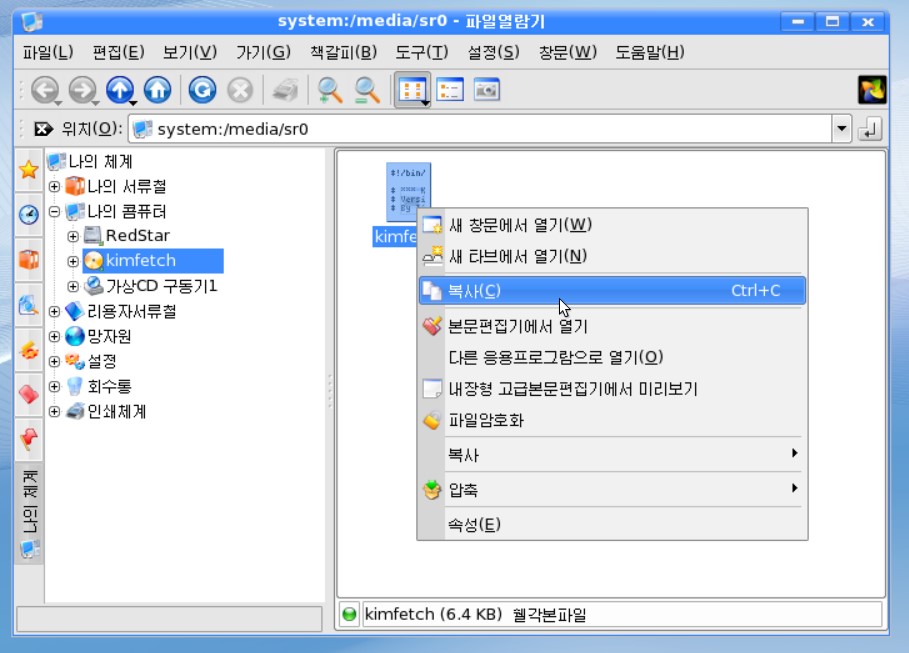 system:/media/sr0 - 파일열람기
파일(L) 편집(E) 보기(V) 가기(G) 책갈피(B) 도구(T) 설정(S) 창문(W) 도움말(H)
위치(O): system:/media/sr0
나의 체계
나의 서류철
나의 콤퓨터
RedStar
kimfetch
가상CD 구동기1
리용자서류철
망자원
설정
회수통
인쇄체계
나의 체계
#!/bin/
kimfe
새 창문에서 열기(W)
새 타브에서 열기(N)
복사(C) Ctrl+C
본문편집기에서 열기
다른 응용프로그람으로 열기(O)
내장형 고급본문편집기에서 미리보기
파일암호화
복사
압축
속성(E)
kimfetch (6.4 KB) 쉘각본파일